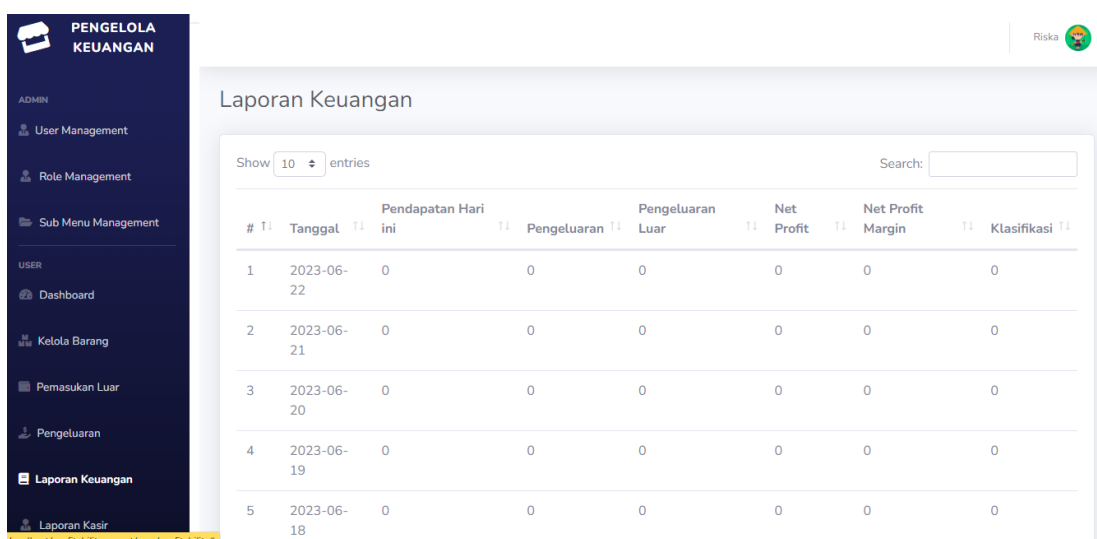 PENGELOLA
KEUANGAN
Riska
ADMIN
User Management
Role Management
Sub Menu Management
USER
Dashboard
Kelola Barang
Pemasukan Luar
Pengeluaran
Laporan Keuangan
Laporan Kasir
Laporan Keuangan
Show 10 entries
Search:
# Tanggal Pendapatan Hari ini Pengeluaran Pengeluaran Luar Net Profit Net Profit Margin Klasifikasi
1 2023-06-22 0 0 0 0 0 0
2 2023-06-21 0 0 0 0 0 0
3 2023-06-20 0 0 0 0 0 0
4 2023-06-19 0 0 0 0 0 0
5 2023-06-18 0 0 0 0 0 0